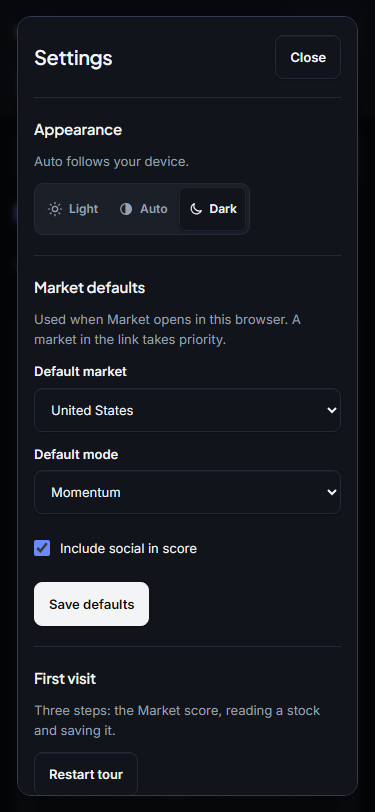 Settings
Close
Appearance
Auto follows your device.
Light
Auto
Dark
Market defaults
Used when Market opens in this browser. A
market in the link takes priority.
Default market
United States
Default mode
Momentum
Include social in score
Save defaults
First visit
Three steps: the Market score, reading a stock
and saving it.
Restart tour